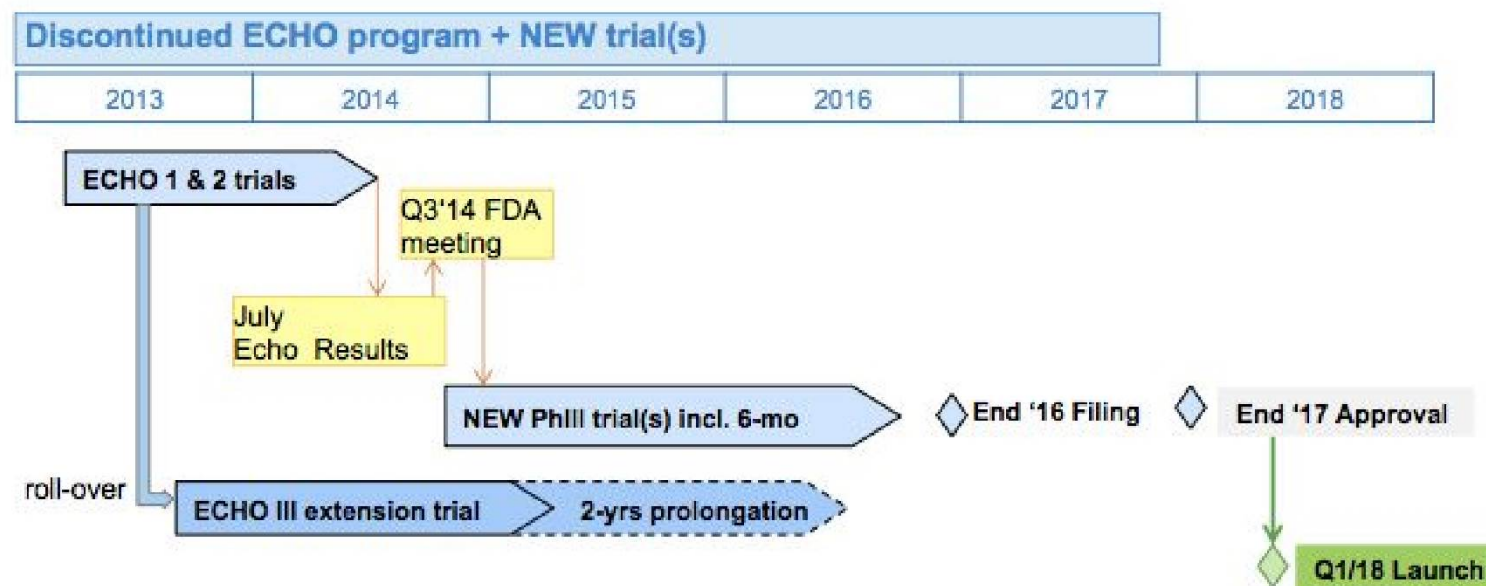 Discontinued ECHO program + NEW trial(s)
2013 2014 2015 2016 2017 2018
ECHO 1 & 2 trials
Q3'14 FDA
meeting
July
Echo Results
NEW PhIII trial(s) incl. 6-mo
End ‘16 Filing
End ‘17 Approval
roll-over
ECHO III extension trial
2-yrs prolongation
Q1/18 Launch